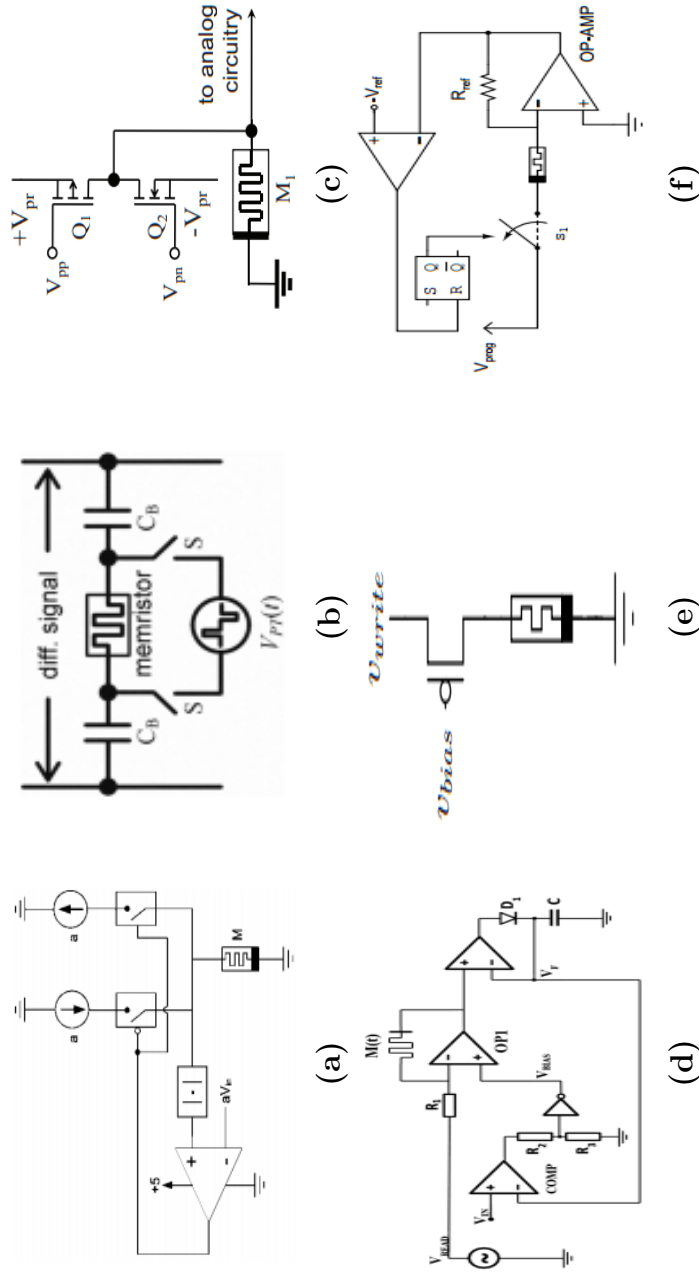 a
a
M
|·|
+5
aV_in
+
-
(a)
diff. signal
C_B
memristor
C_B
S
S
V_PT(t)
(b)
+V_pr
V_pp
Q_1
Q_2
V_pn
-V_pr
M_1
to analog
circuitry
(c)
M(t)
R_1
OP1
-
+
V_READ
V_IN
COMP
+
-
R_2
R_3
V_BIAS
+
-
D_1
V_F
C
(d)
Vwrite
Vbias
(e)
-V_ref
+
-
R_ref
OP-AMP
-
+
S Q
R Q̅
s_1
V_prog
(f)